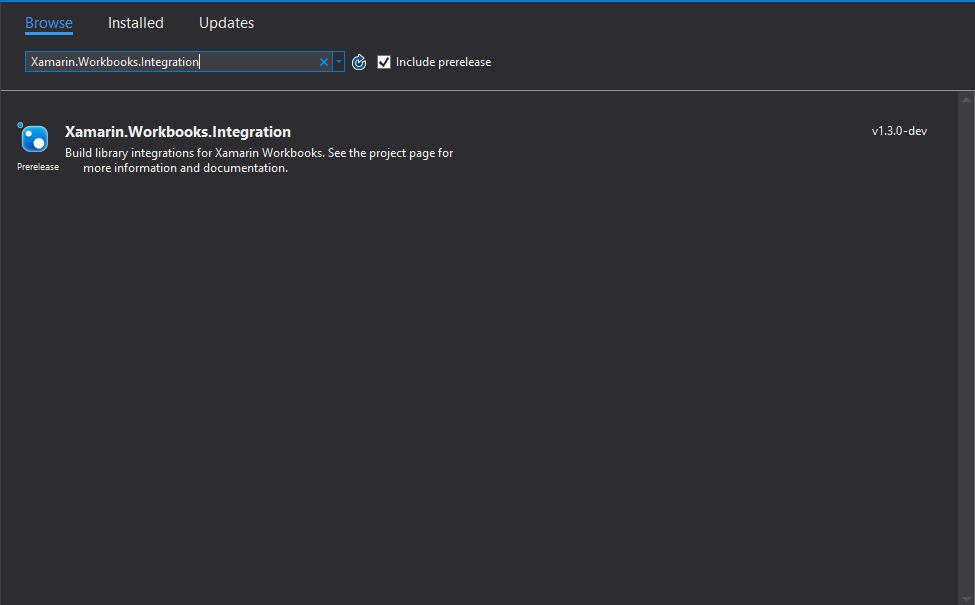 Browse Installed Updates
Xamarin.Workbooks.Integration Include prerelease
Xamarin.Workbooks.Integration v1.3.0-dev
Build library integrations for Xamarin Workbooks. See the project page for
Prerelease more information and documentation.